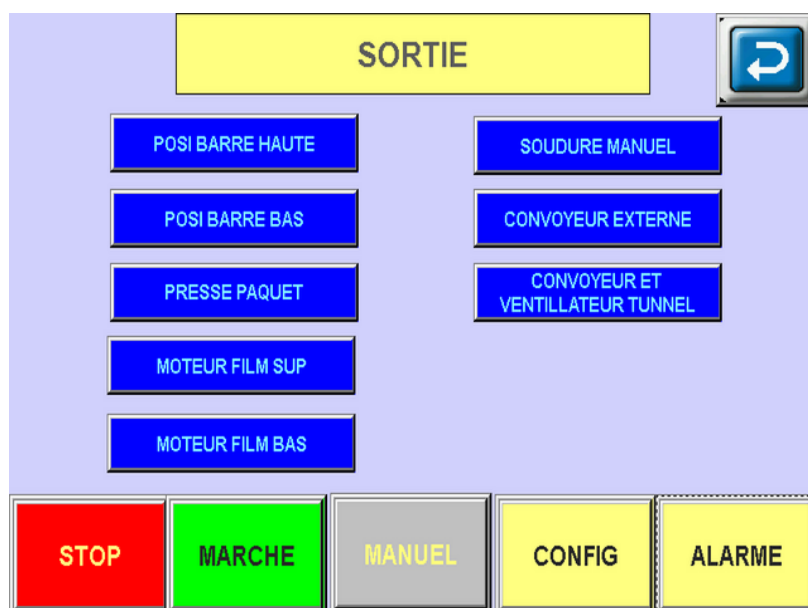 SORTIE
POSI BARRE HAUTE
SOUDURE MANUEL
POSI BARRE BAS
CONVOYEUR EXTERNE
PRESSE PAQUET
CONVOYEUR ET
VENTILLATEUR TUNNEL
MOTEUR FILM SUP
MOTEUR FILM BAS
STOP
MARCHE
MANUEL
CONFIG
ALARME